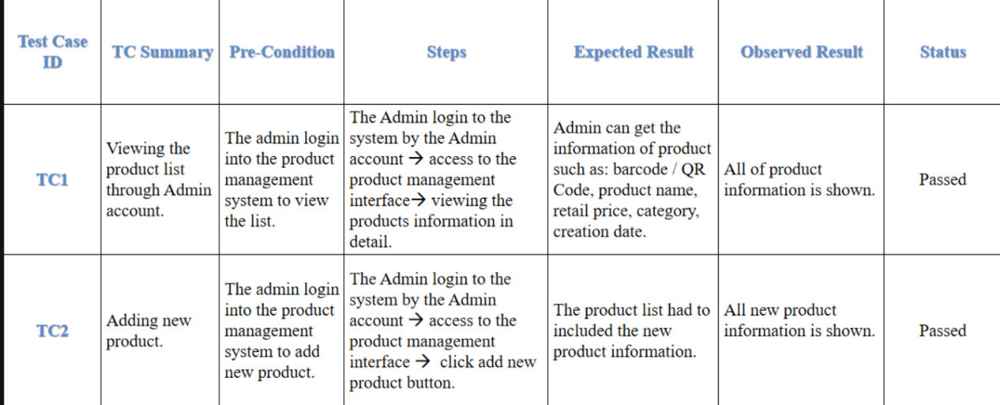 Test Case
ID
TC Summary
Pre-Condition
Steps
Expected Result
Observed Result
Status
TC1
Viewing the
product list
through Admin
account.
The admin login
into the product
management
system to view
the list.
The Admin login to the
system by the Admin
account → access to the
product management
interface→ viewing the
products information in
detail.
Admin can get the
information of product
such as: barcode / QR
Code, product name,
retail price, category,
creation date.
All of product
information is shown.
Passed
TC2
Adding new
product.
The admin login
into the product
management
system to add
new product.
The Admin login to the
system by the Admin
account → access to the
product management
interface → click add new
product button.
The product list had to
included the new
product information.
All new product
information is shown.
Passed